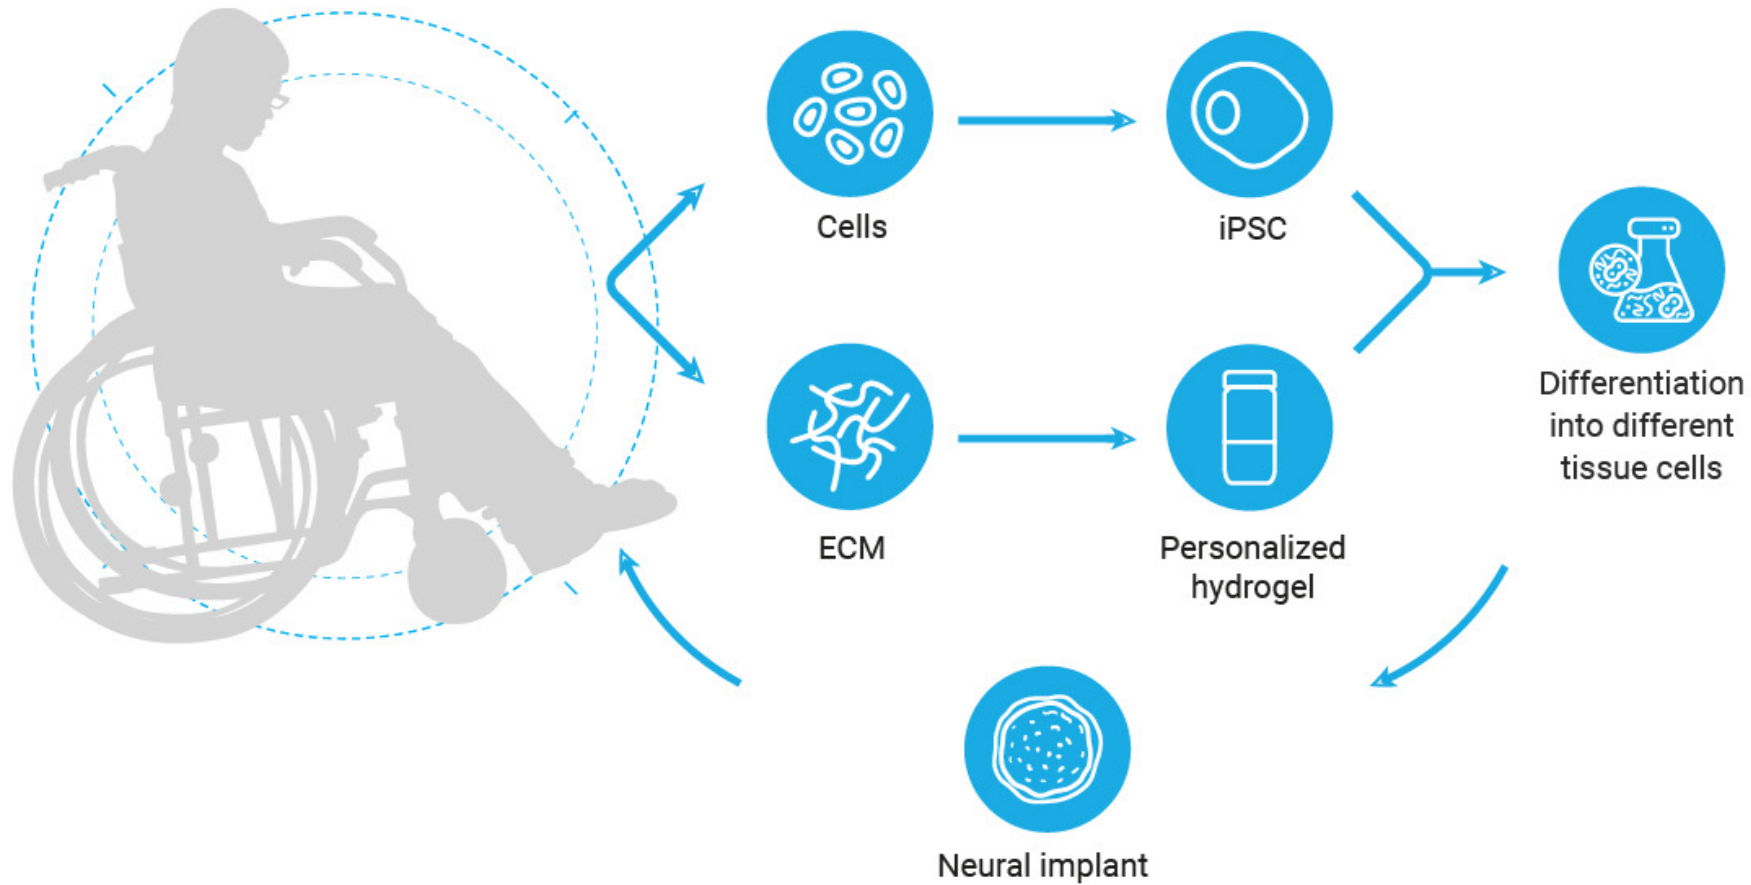 Cells
iPSC
Differentiation
into different
tissue cells
ECM
Personalized
hydrogel
Neural implant